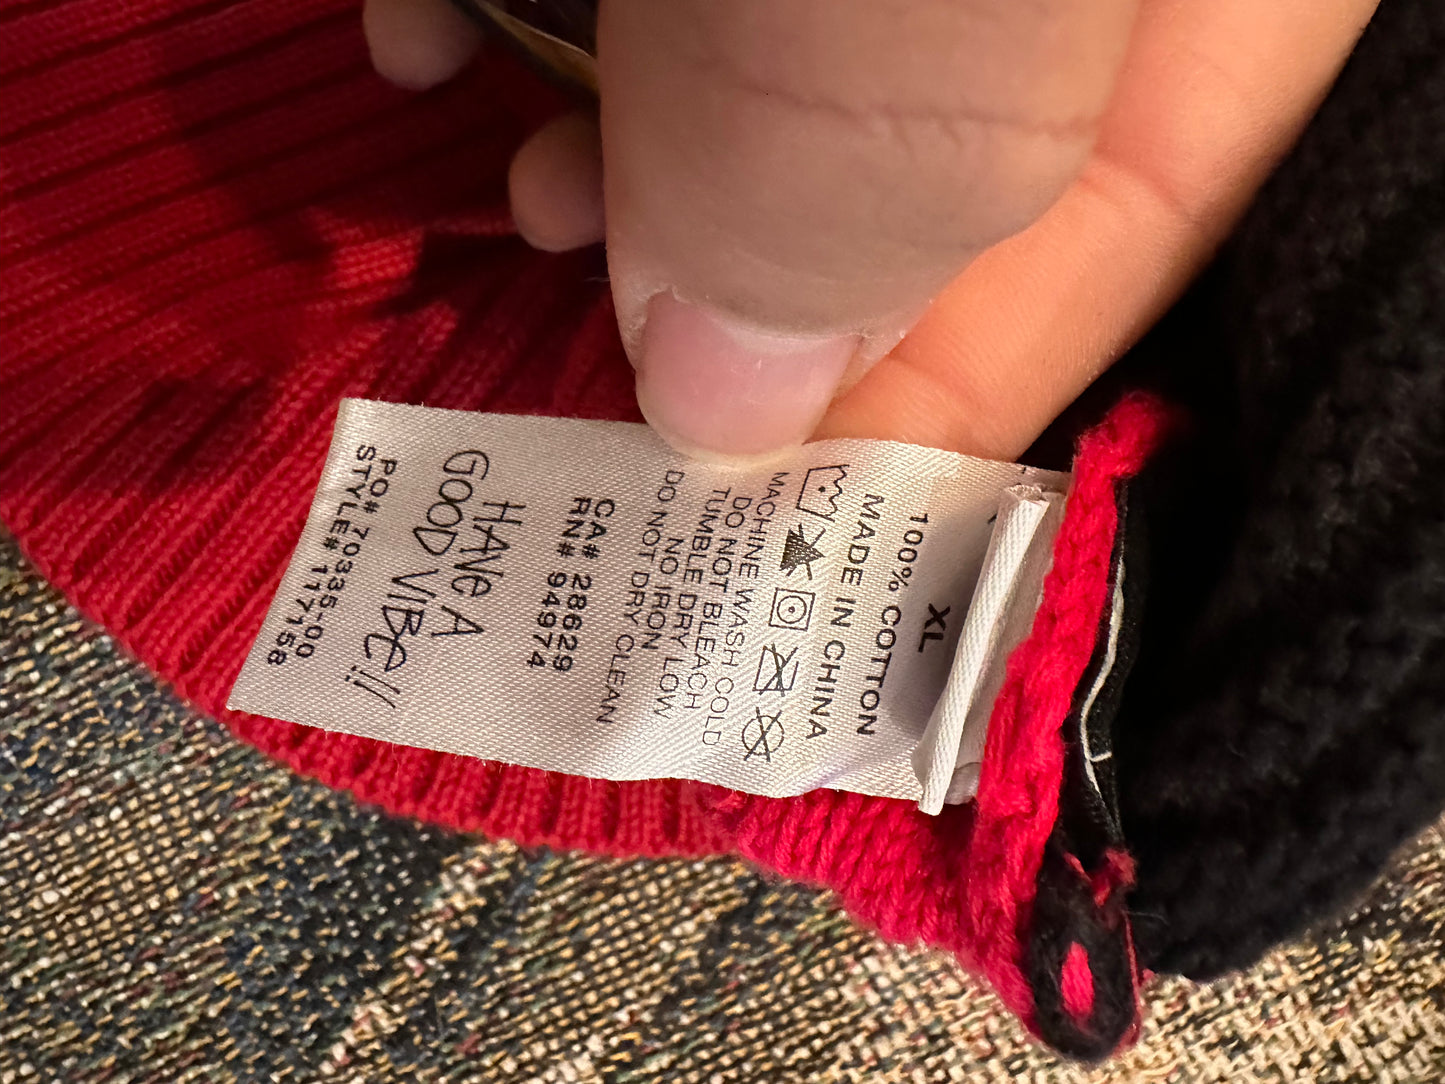 XL
100% COTTON
MADE IN CHINA
MACHINE WASH COLD
DO NOT BLEACH
TUMBLE DRY LOW
NO IRON
DO NOT DRY CLEAN
CA# 28629
RN# 94974
HAVE A
GOOD VIBE!!
PO# 70335-00
STYLE# 117158